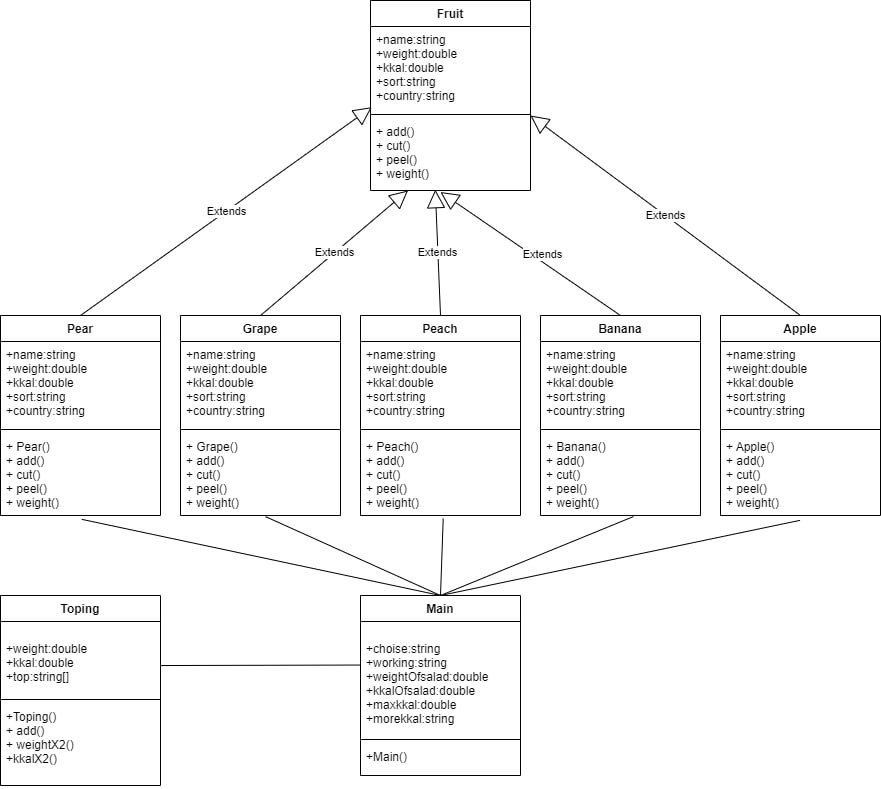 Fruit
+name:string
+weight:double
+kkal:double
+sort:string
+country:string
+ add()
+ cut()
+ peel()
+ weight()
Extends
Extends
Extends
Extends
Extends
Pear
+name:string
+weight:double
+kkal:double
+sort:string
+country:string
+ Pear()
+ add()
+ cut()
+ peel()
+ weight()
Grape
+name:string
+weight:double
+kkal:double
+sort:string
+country:string
+ Grape()
+ add()
+ cut()
+ peel()
+ weight()
Peach
+name:string
+weight:double
+kkal:double
+sort:string
+country:string
+ Peach()
+ add()
+ cut()
+ peel()
+ weight()
Banana
+name:string
+weight:double
+kkal:double
+sort:string
+country:string
+ Banana()
+ add()
+ cut()
+ peel()
+ weight()
Apple
+name:string
+weight:double
+kkal:double
+sort:string
+country:string
+ Apple()
+ add()
+ cut()
+ peel()
+ weight()
Toping
+weight:double
+kkal:double
+top:string[]
+Toping()
+ add()
+ weightX2()
+kkalX2()
Main
+choise:string
+working:string
+weightOfsalad:double
+kkalOfsalad:double
+maxkkal:double
+morekkal:string
+Main()